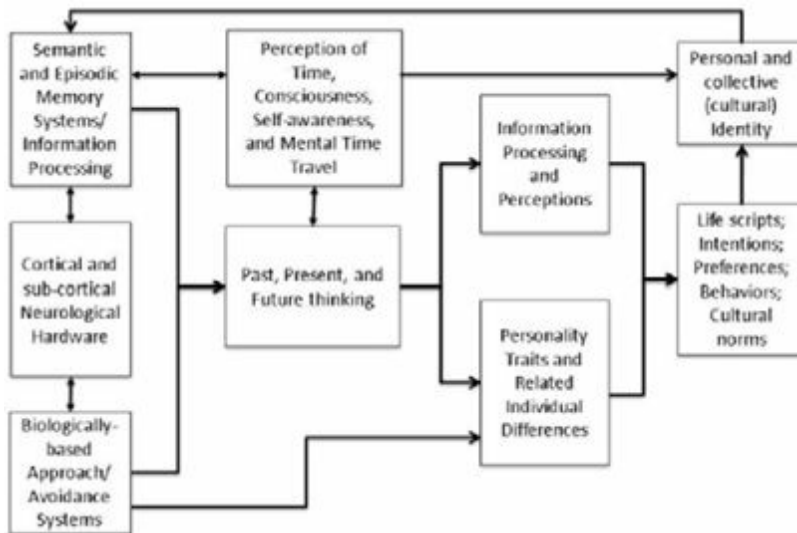 Semantic
and Episodic
Memory
Systems/
Information
Processing
Perception of
Time,
Consciousness,
Self-awareness,
and Mental Time
Travel
Personal and
collective
(cultural)
Identity
Information
Processing
and
Perceptions
Cortical and
sub-cortical
Neurological
Hardware
Past, Present, and
Future thinking
Life scripts;
Intentions;
Preferences;
Behaviors;
Cultural
norms
Personality
Traits and
Related
Individual
Differences
Biologically-
based
Approach/
Avoidance
Systems